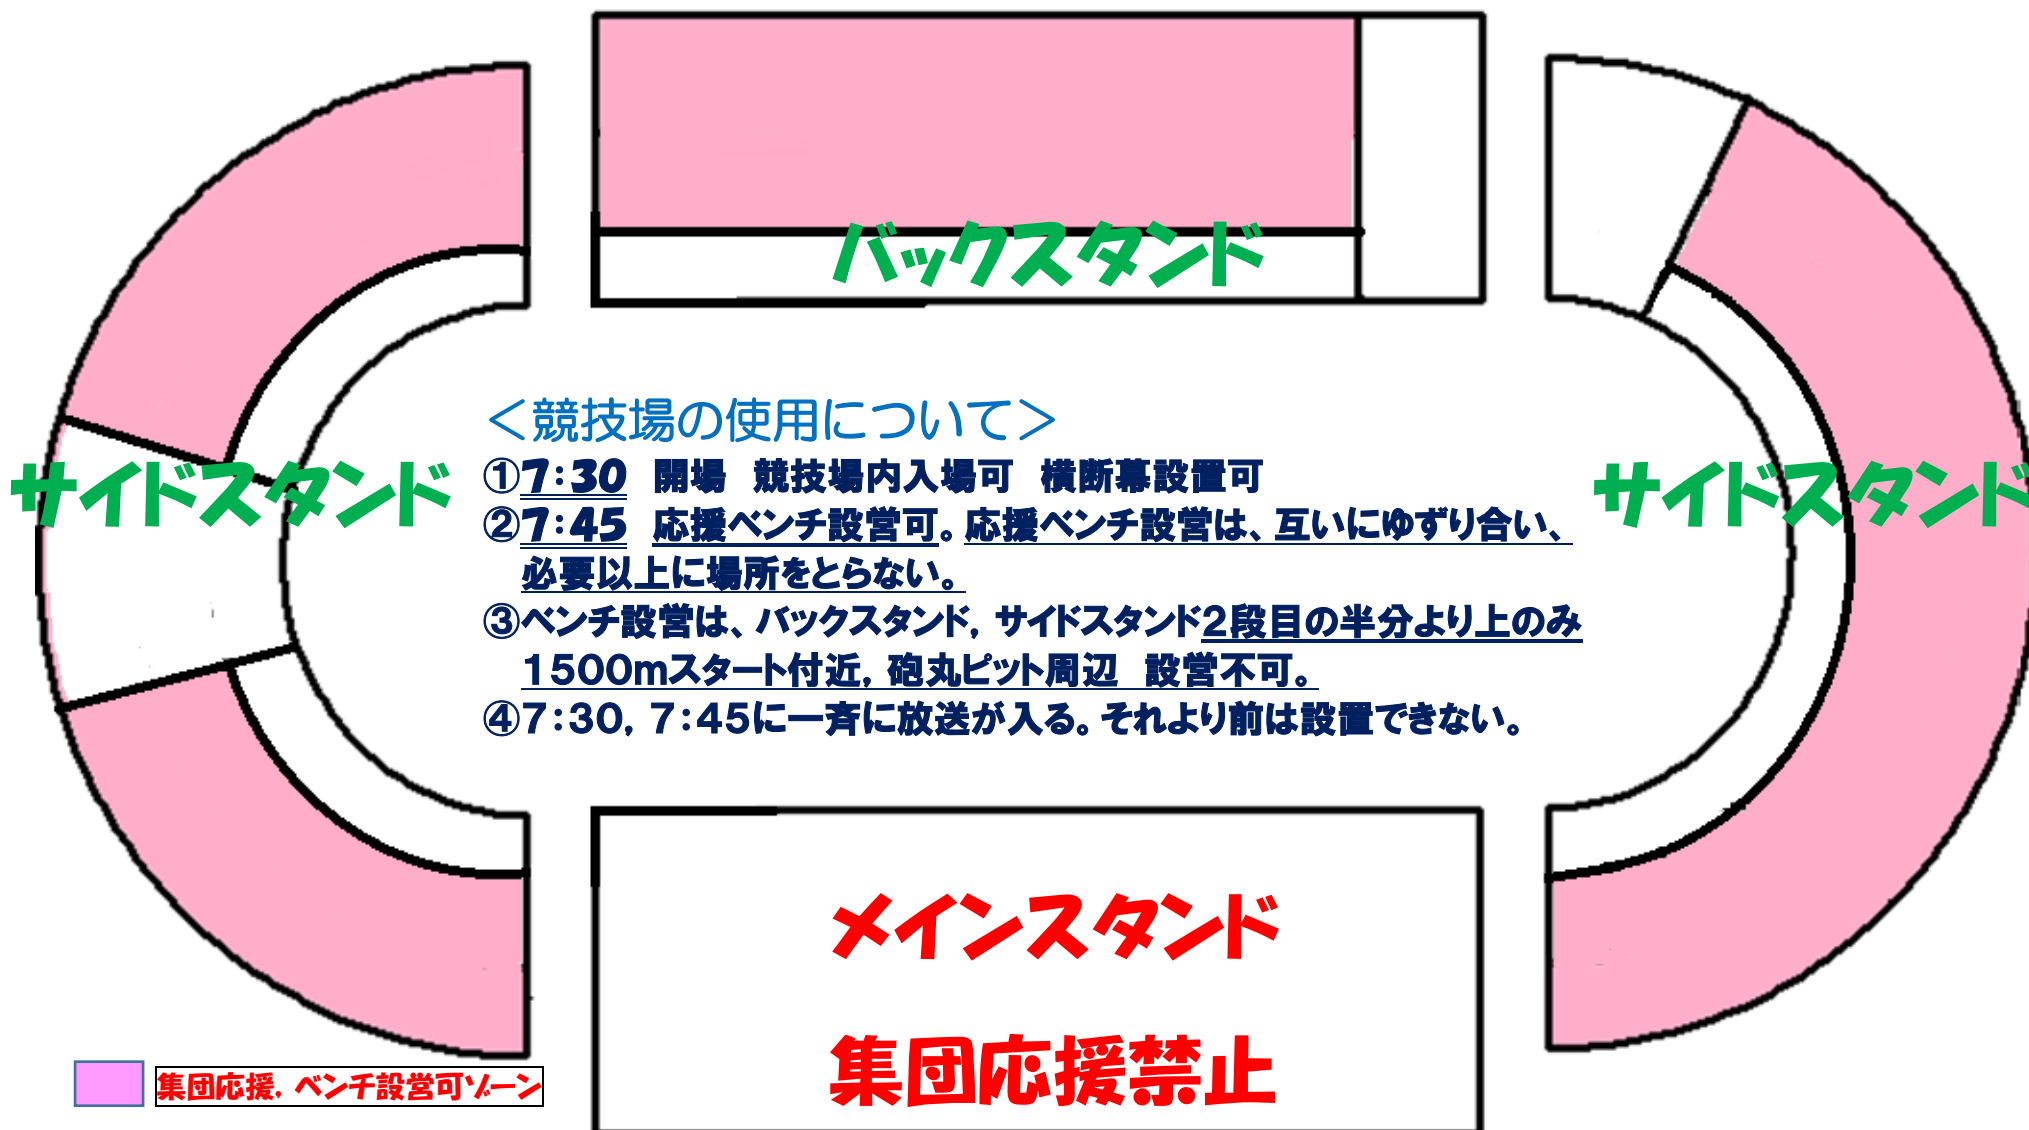 バックスタンド
＜競技場の使用について＞
サイドスタンド
サイドスタンド
①7：30　開場　競技場内入場可　横断幕設置可
②7：45　応援ベンチ設営可。応援ベンチ設営は、互いにゆずり合い、
必要以上に場所をとらない。
③ベンチ設営は、バックスタンド，サイドスタンド２段目の半分より上のみ
１５００ｍスタート付近，砲丸ピット周辺　設営不可。
④７：３０，７：４５に一斉に放送が入る。それより前は設置できない。
メインスタンド
集団応援禁止
集団応援，ベンチ設営可ゾーン